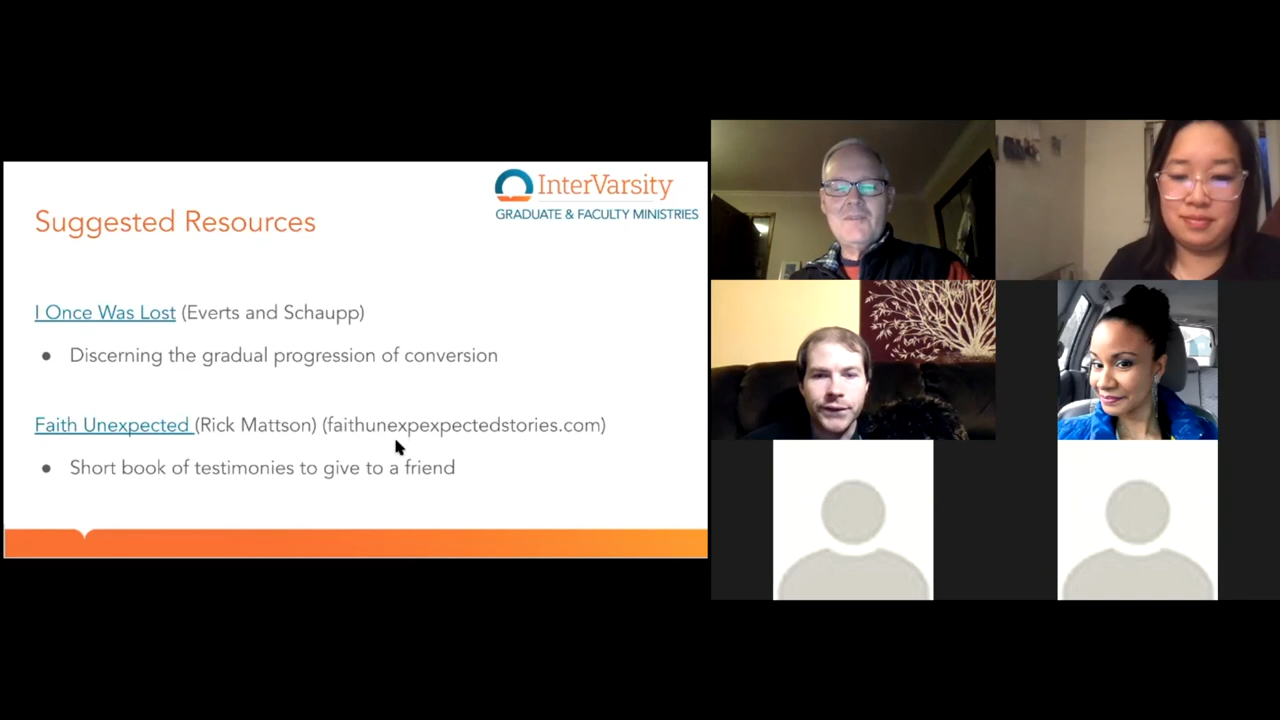 InterVarsity
GRADUATE & FACULTY MINISTRIES
Suggested Resources
I Once Was Lost (Everts and Schaupp)
● Discerning the gradual progression of conversion
Faith Unexpected (Rick Mattson) (faithunexpexpectedstories.com)
● Short book of testimonies to give to a friend